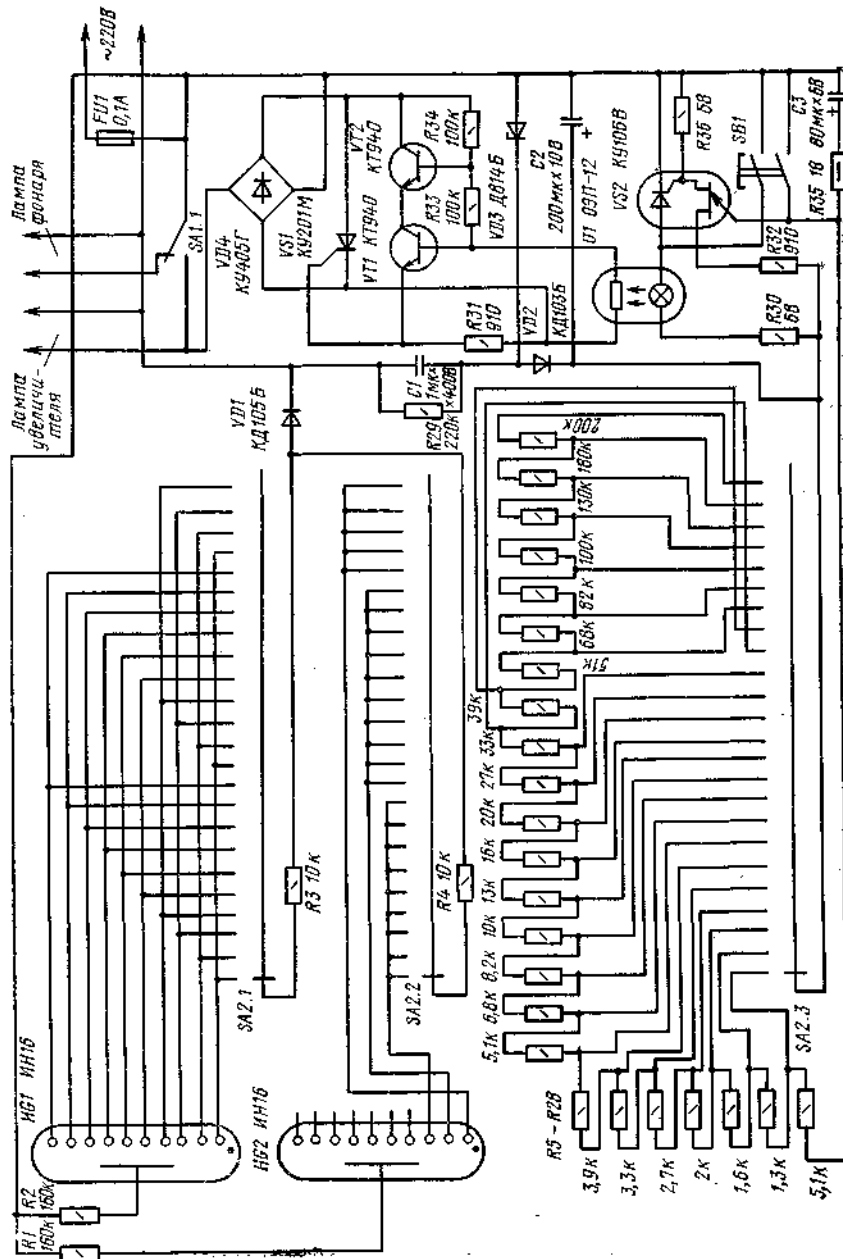 ~220В
FU1
0,1А
Лампа
фонаря
SA1.1
Лампа
увеличи-
теля
VD4
КУ405Г
VS1
КУ201М
VT1 КТ940
VT2
КТ940
R33
100к
R34
100к
VD3 Д814Б
C2
200мк×10В
+
U1 ОЭП-12
VS2 КУ106В
R36 68
SB1
C3
80мк×6В
+
R35 18
R32
910
R30
68
R31
910
VD2
КД103Б
C1
1мк×
×400В
R29
220к
VD1
КД105Б
R3 10к
SA2.1
R4 10к
SA2.2
HG1 ИН16
HG2 ИН16
R2
160к
R1
160к
200к
180к
130к
100к
82к
68к
51к
39к
33к
27к
20к
16к
13к
10к
8,2к
6,8к
5,1к
R5 – R28
3,9к
3,3к
2,7к
2к
1,6к
1,3к
5,1к
SA2.3